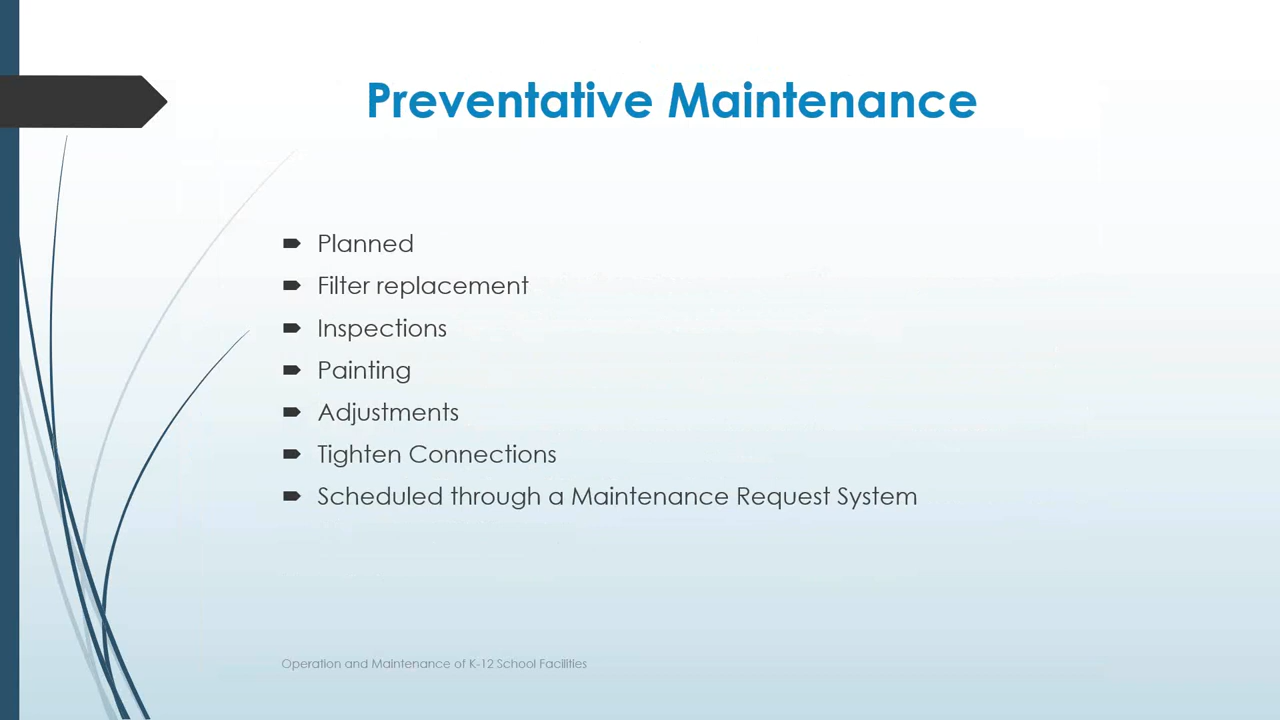 Preventative Maintenance
Planned
Filter replacement
Inspections
Painting
Adjustments
Tighten Connections
Scheduled through a Maintenance Request System
Operation and Maintenance of K-12 School Facilities